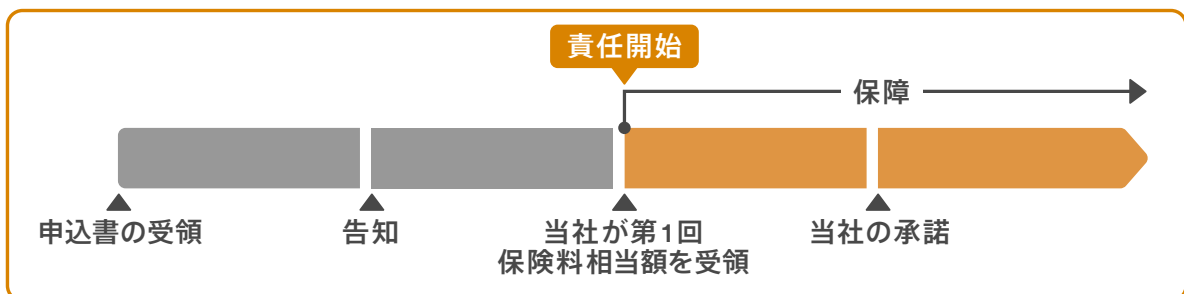 責任開始
保障
申込書の受領
告知
当社が第1回
保険料相当額を受領
当社の承諾